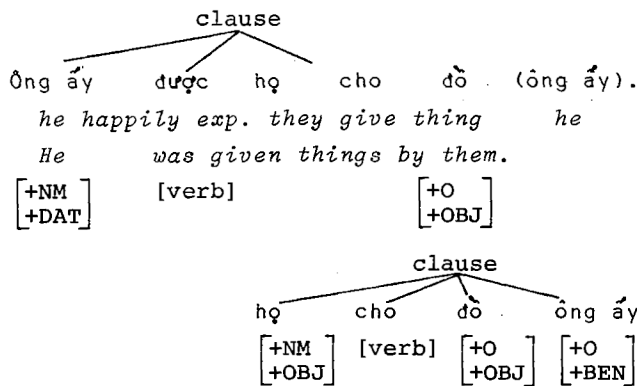 clause
Ông ấy được họ cho đồ (ông ấy).
he happily exp. they give thing he
He was given things by them.
[+NM [verb] [+O
+DAT] +OBJ]
clause
họ cho đồ ông ấy
[+NM [verb] [+O [+O
+OBJ] +OBJ] +BEN]